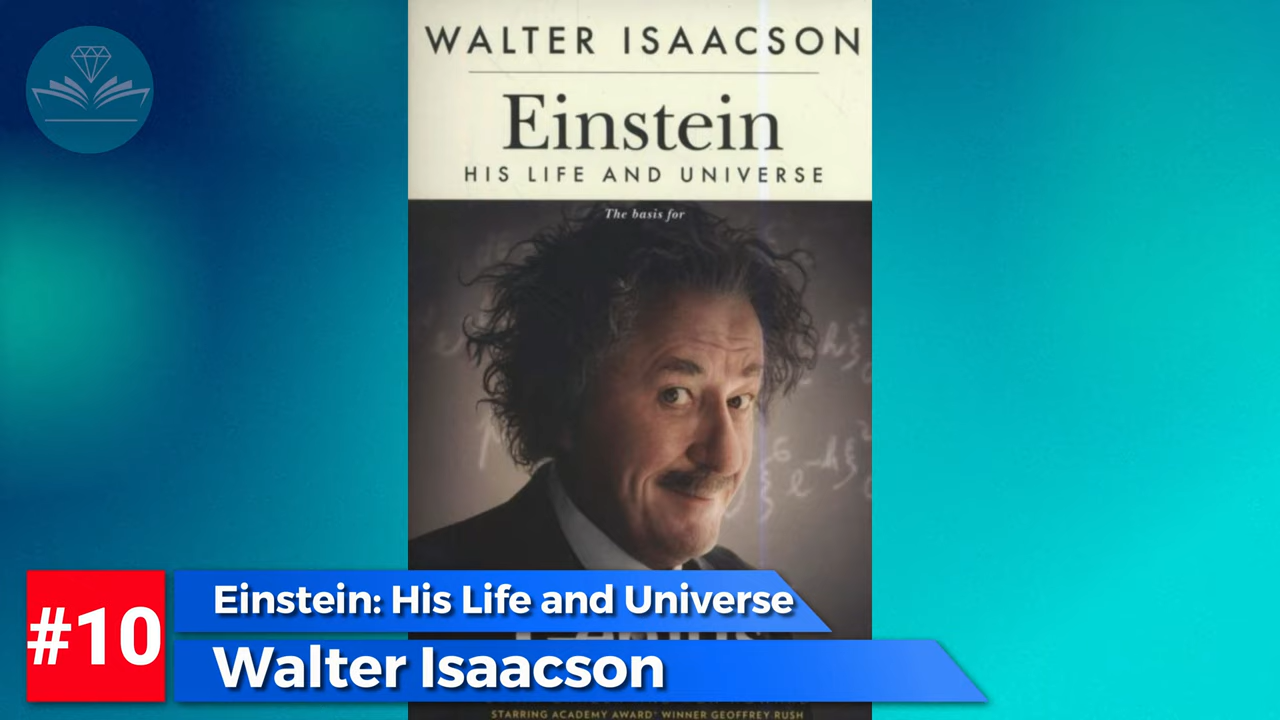 WALTER ISAACSON
Einstein
HIS LIFE AND UNIVERSE
The basis for
#10
Einstein: His Life and Universe
Walter Isaacson
STARRING ACADEMY AWARD® WINNER GEOFFREY RUSH